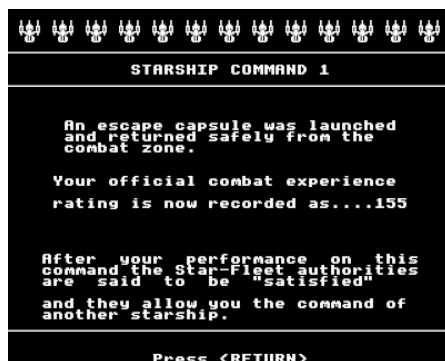 STARSHIP COMMAND 1
An escape capsule was launched
and returned safely from the
combat zone.
Your official combat experience
rating is now recorded as....155
After your performance on this
command the Star-Fleet authorities
are said to be "satisfied"
and they allow you the command of
another starship.
Press <RETURN>